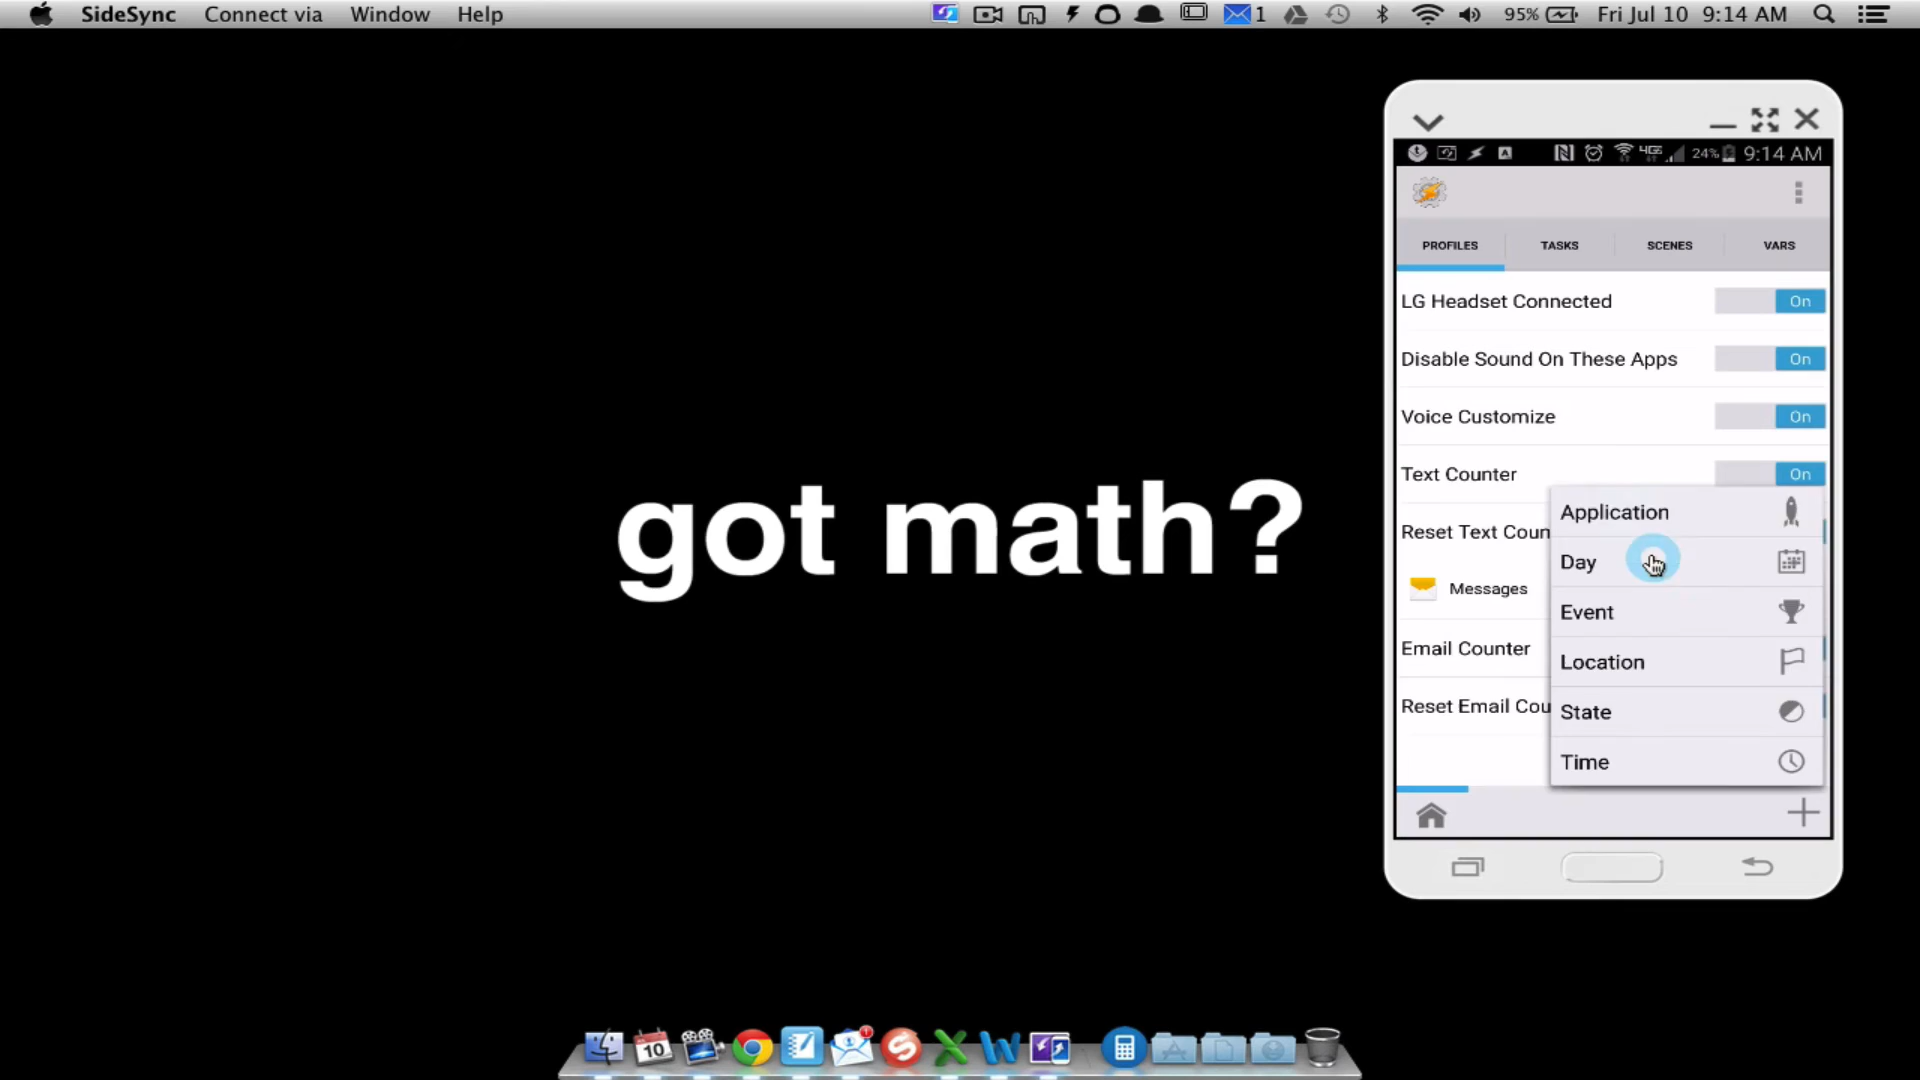 SideSync Connect via Window Help
1 95% Fri Jul 10 9:14 AM
4G 24% 9:14 AM
PROFILES TASKS SCENES VARS
LG Headset Connected On
Disable Sound On These Apps On
Voice Customize On
Text Counter On
Application
Reset Text Coun
Day
Messages
Event
Email Counter
Location
Reset Email Cou
State
Time
got math?
10